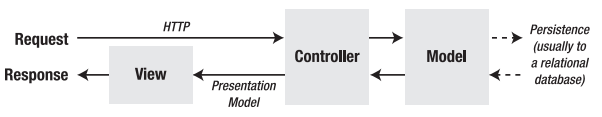 Request
HTTP
Response
View
Presentation
Model
Controller
Model
Persistence
(usually to
a relational
database)